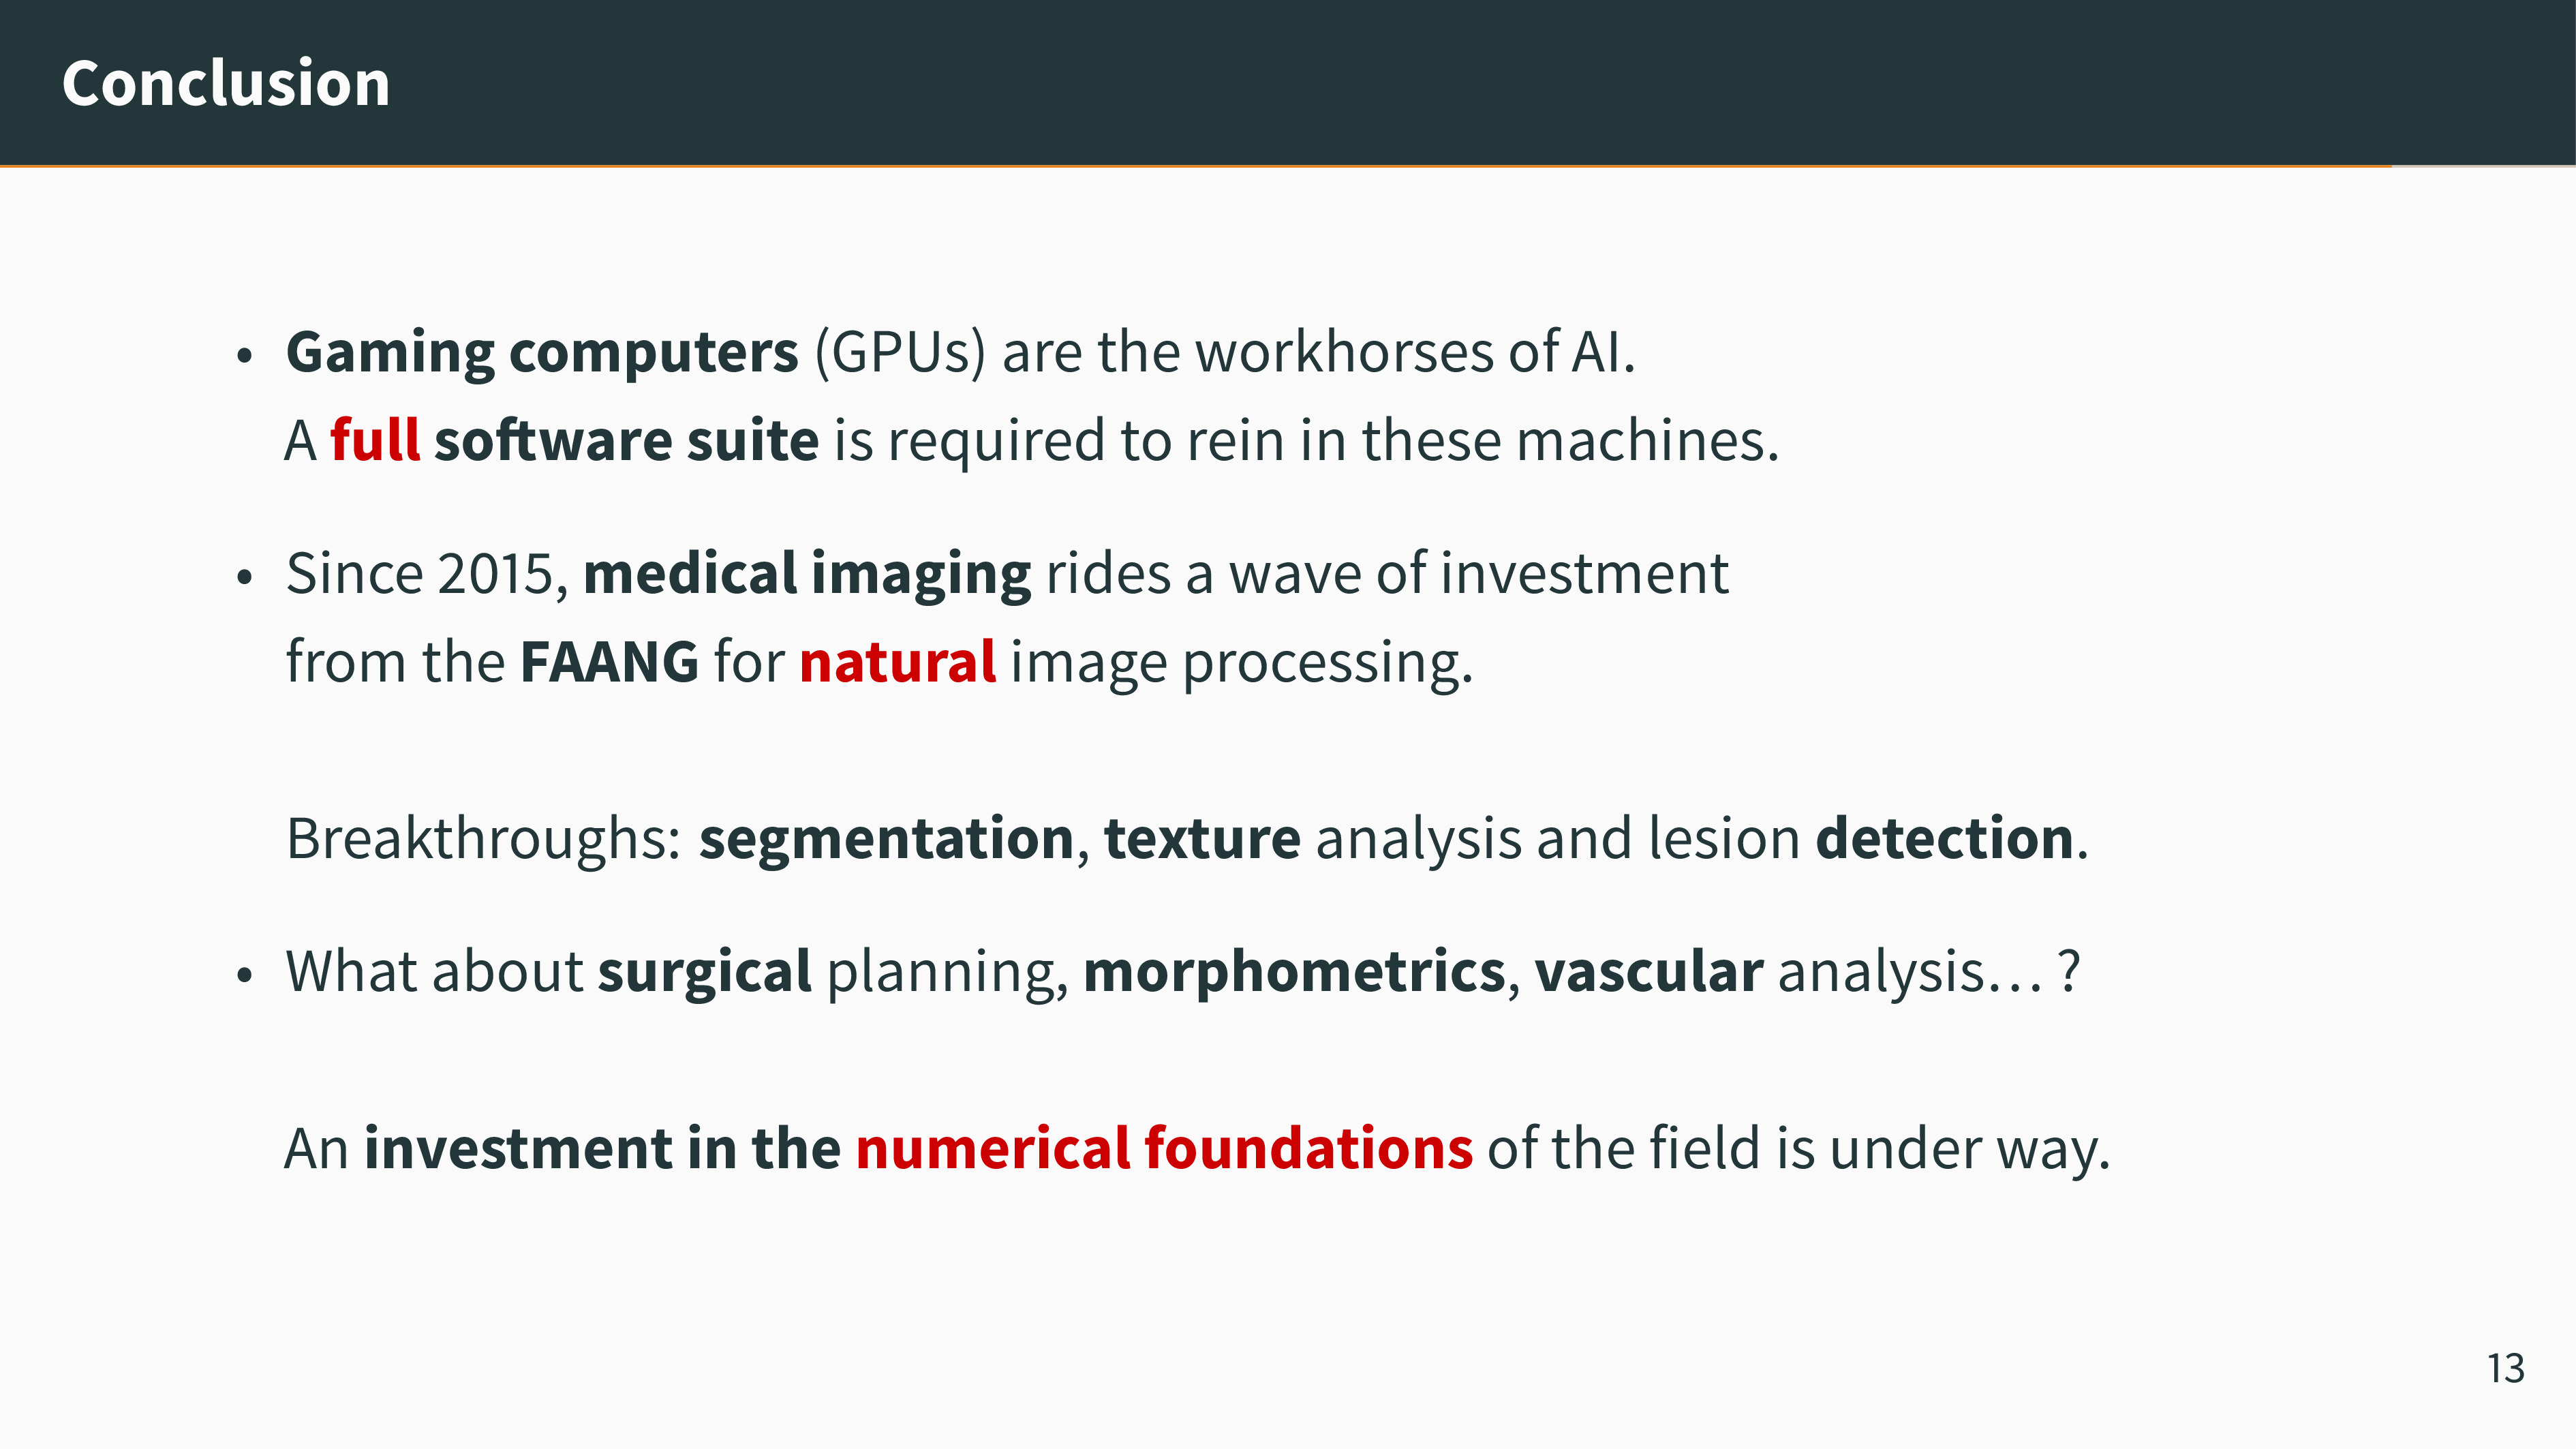 Conclusion
• Gaming computers (GPUs) are the workhorses of AI.
A full software suite is required to rein in these machines.
• Since 2015, medical imaging rides a wave of investment
from the FAANG for natural image processing.
Breakthroughs: segmentation, texture analysis and lesion detection.
• What about surgical planning, morphometrics, vascular analysis… ?
An investment in the numerical foundations of the field is under way.
13